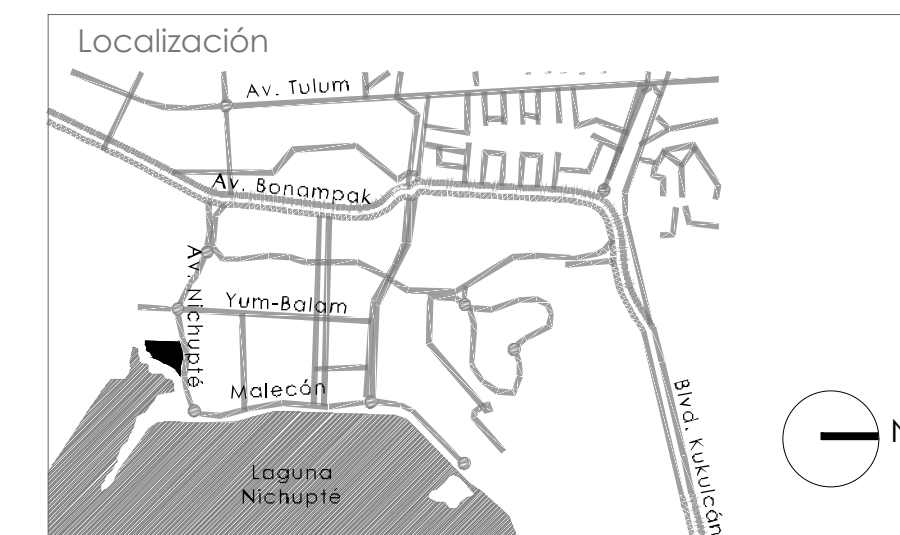 Localización
Av. Tulum
Av. Bonampak
Av. Nichupté
Yum-Balam
Malecón
Blvd. Kukulcán
Laguna
Nichupté
N